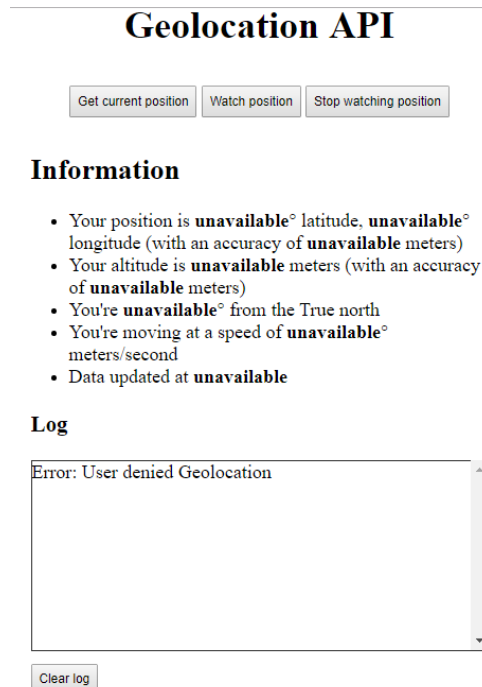 Geolocation API
Get current position Watch position Stop watching position
Information
• Your position is unavailable° latitude, unavailable°
longitude (with an accuracy of unavailable meters)
• Your altitude is unavailable meters (with an accuracy
of unavailable meters)
• You're unavailable° from the True north
• You're moving at a speed of unavailable°
meters/second
• Data updated at unavailable
Log
Error: User denied Geolocation
Clear log